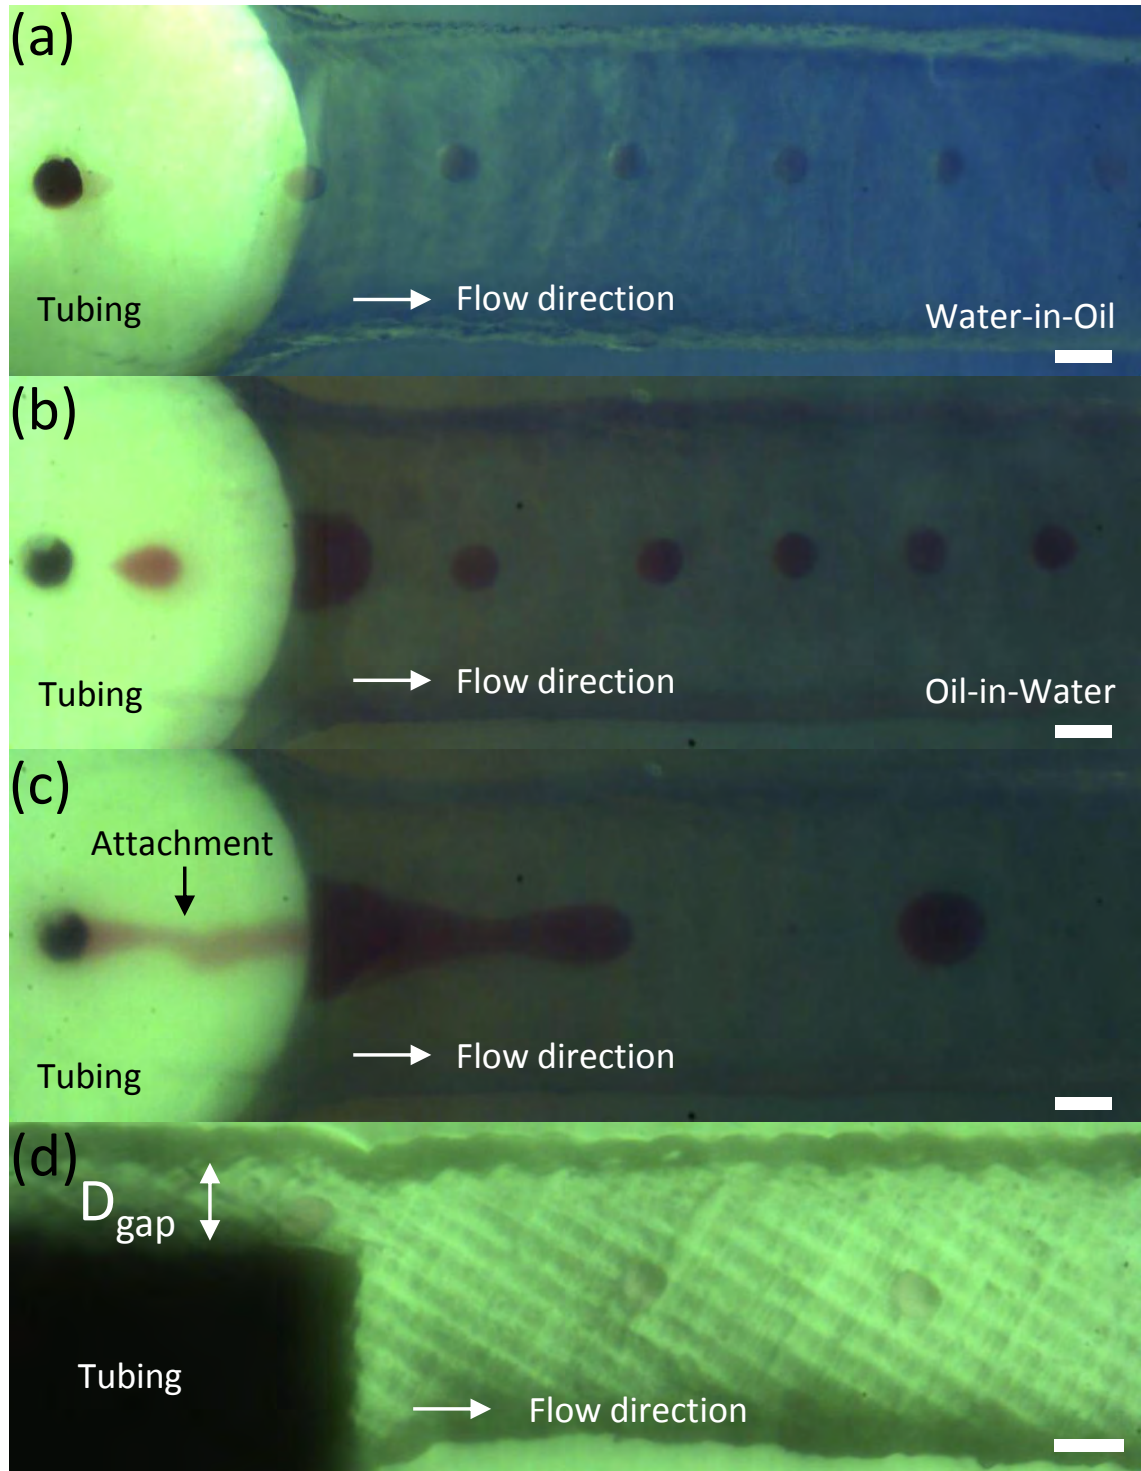 (a)
Tubing
Flow direction
Water-in-Oil
(b)
Tubing
Flow direction
Oil-in-Water
(c)
Attachment
Tubing
Flow direction
(d)
Dgap
Tubing
Flow direction